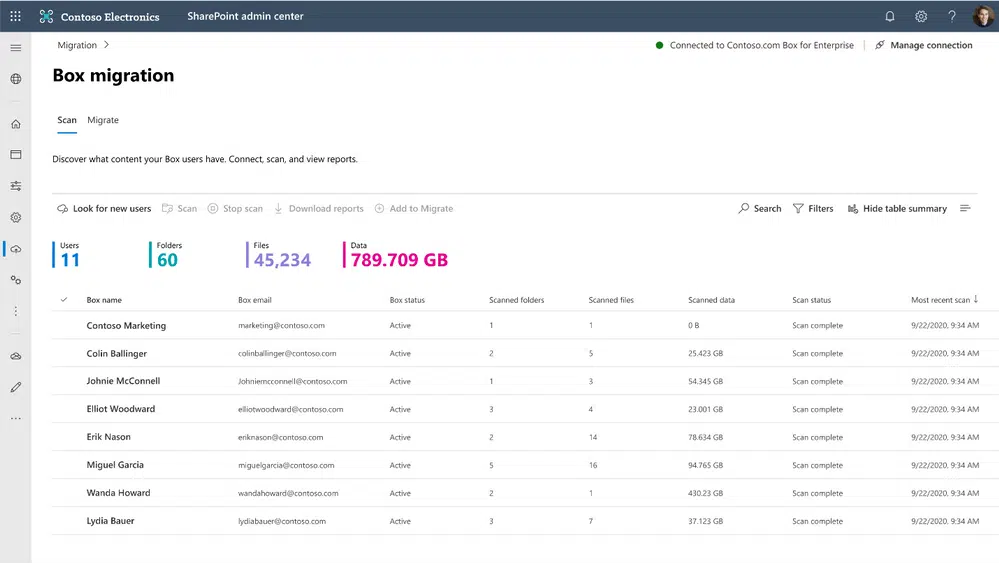 Contoso Electronics SharePoint admin center
Migration Connected to Contoso.com Box for Enterprise Manage connection
Box migration
Scan Migrate
Discover what content your Box users have. Connect, scan, and view reports.
Look for new users Scan Stop scan Download reports Add to Migrate Search Filters Hide table summary
Users Folders Files Data
11 60 45,234 789.709 GB
Box name Box email Box status Scanned folders Scanned files Scanned data Scan status Most recent scan
Contoso Marketing marketing@contoso.com Active 1 1 0 B Scan complete 9/22/2020, 9:34 AM
Colin Ballinger colinballinger@contoso.com Active 2 5 25.423 GB Scan complete 9/22/2020, 9:34 AM
Johnie McConnell Johniemcconnell@contoso.com Active 1 3 54.345 GB Scan complete 9/22/2020, 9:34 AM
Elliot Woodward elliotwoodward@contoso.com Active 3 4 23.001 GB Scan complete 9/22/2020, 9:34 AM
Erik Nason eriknason@contoso.com Active 2 14 78.634 GB Scan complete 9/22/2020, 9:34 AM
Miguel Garcia miguelgarcia@contoso.com Active 5 16 94.765 GB Scan complete 9/22/2020, 9:34 AM
Wanda Howard wandahoward@contoso.com Active 2 1 430.23 GB Scan complete 9/22/2020, 9:34 AM
Lydia Bauer lydiabauer@contoso.com Active 3 7 37.123 GB Scan complete 9/22/2020, 9:34 AM